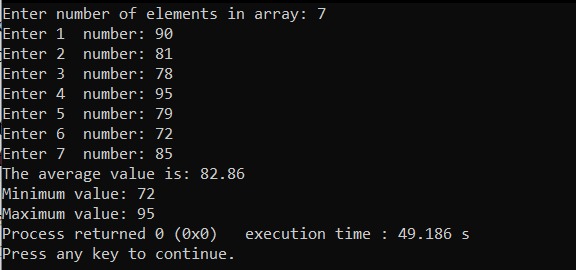 Enter number of elements in array: 7
Enter 1  number: 90
Enter 2  number: 81
Enter 3  number: 78
Enter 4  number: 95
Enter 5  number: 79
Enter 6  number: 72
Enter 7  number: 85
The average value is: 82.86
Minimum value: 72
Maximum value: 95
Process returned 0 (0x0)   execution time : 49.186 s
Press any key to continue.